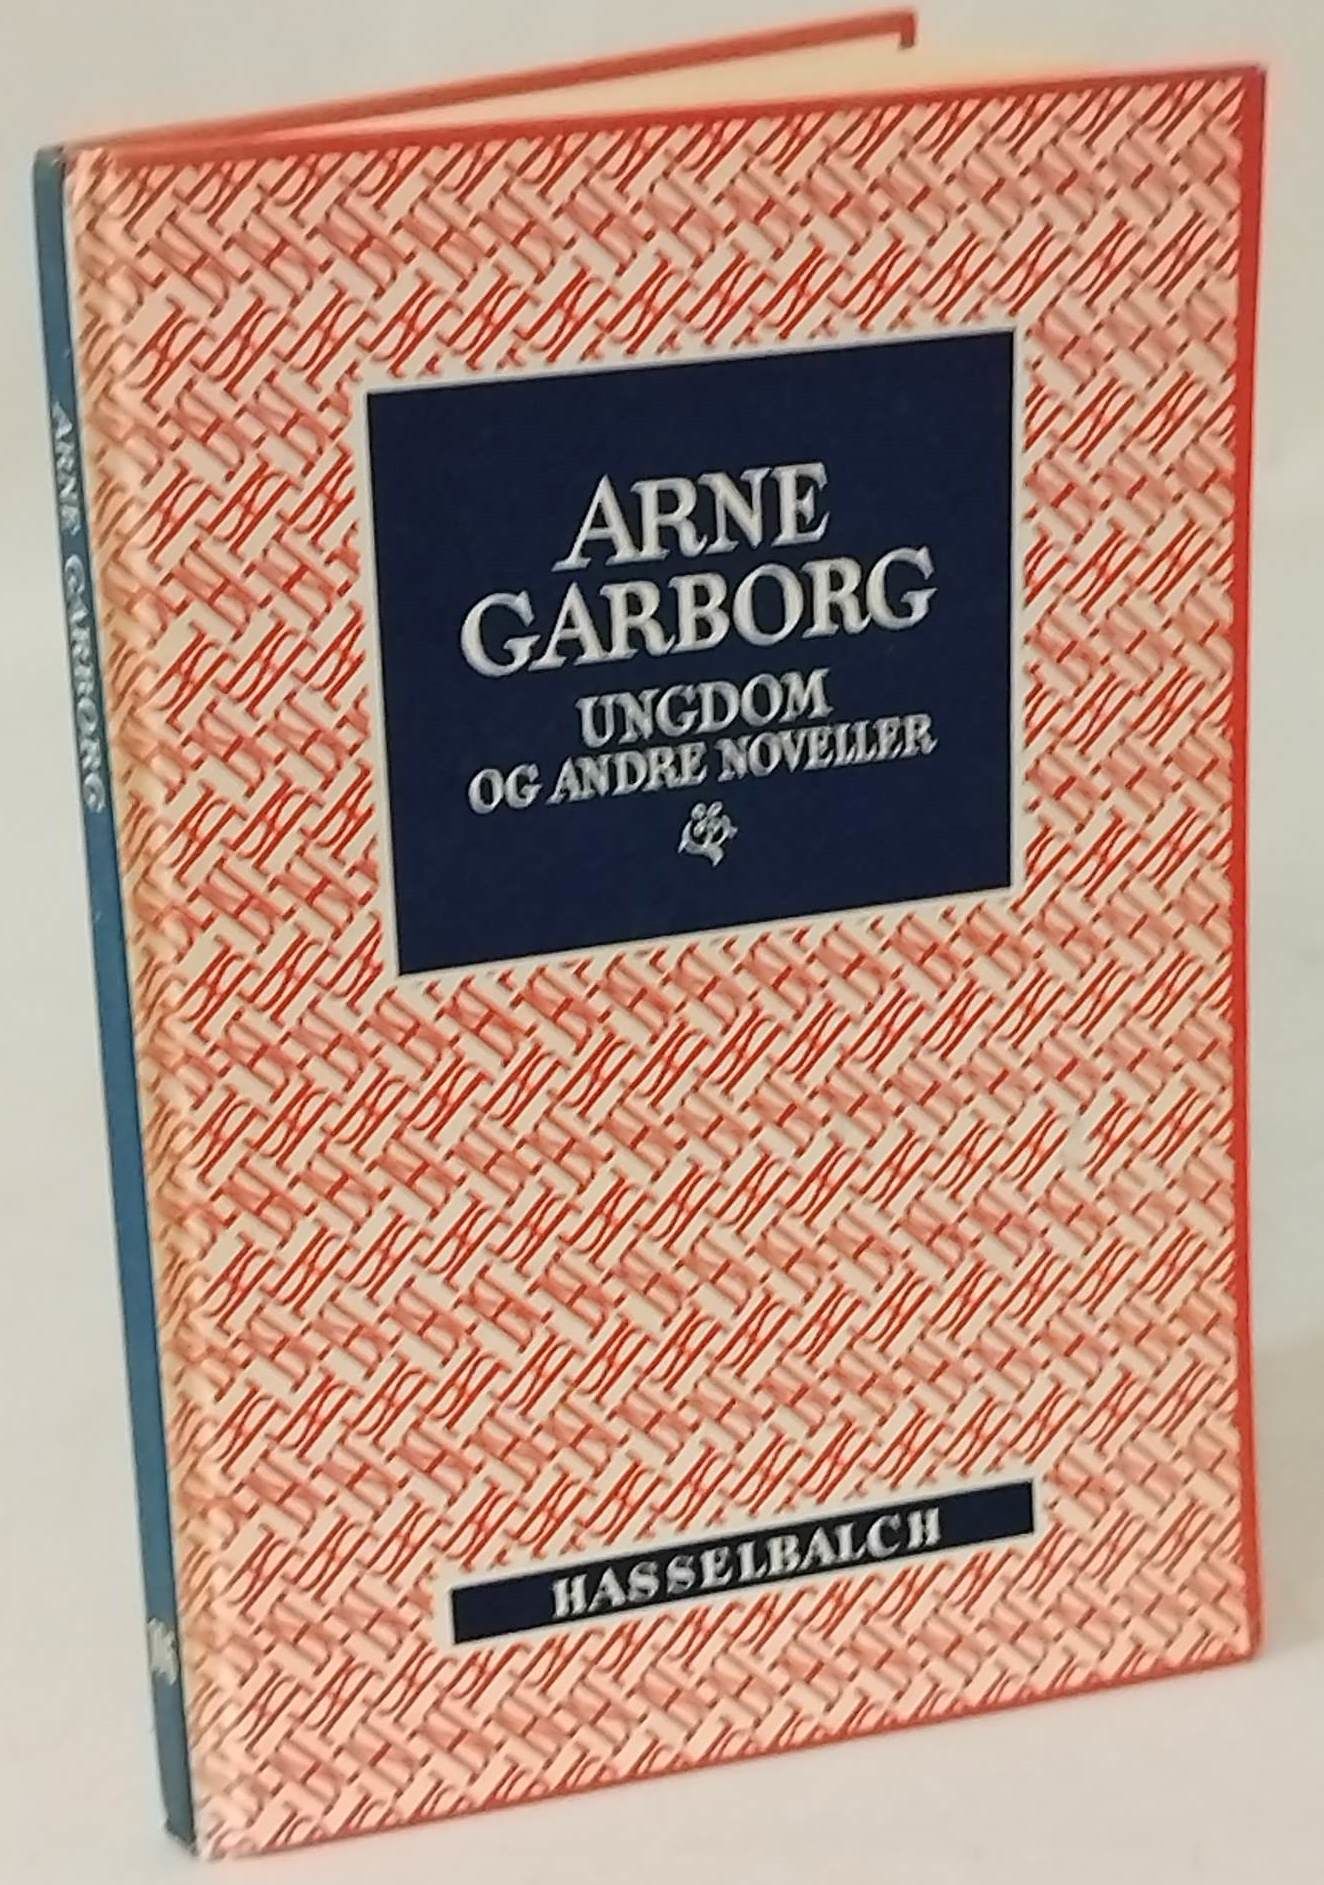 ARNE
GARBORG
UNGDOM
OG ANDRE NOVELLER
HASSELBALCH
ARNE GARBORG